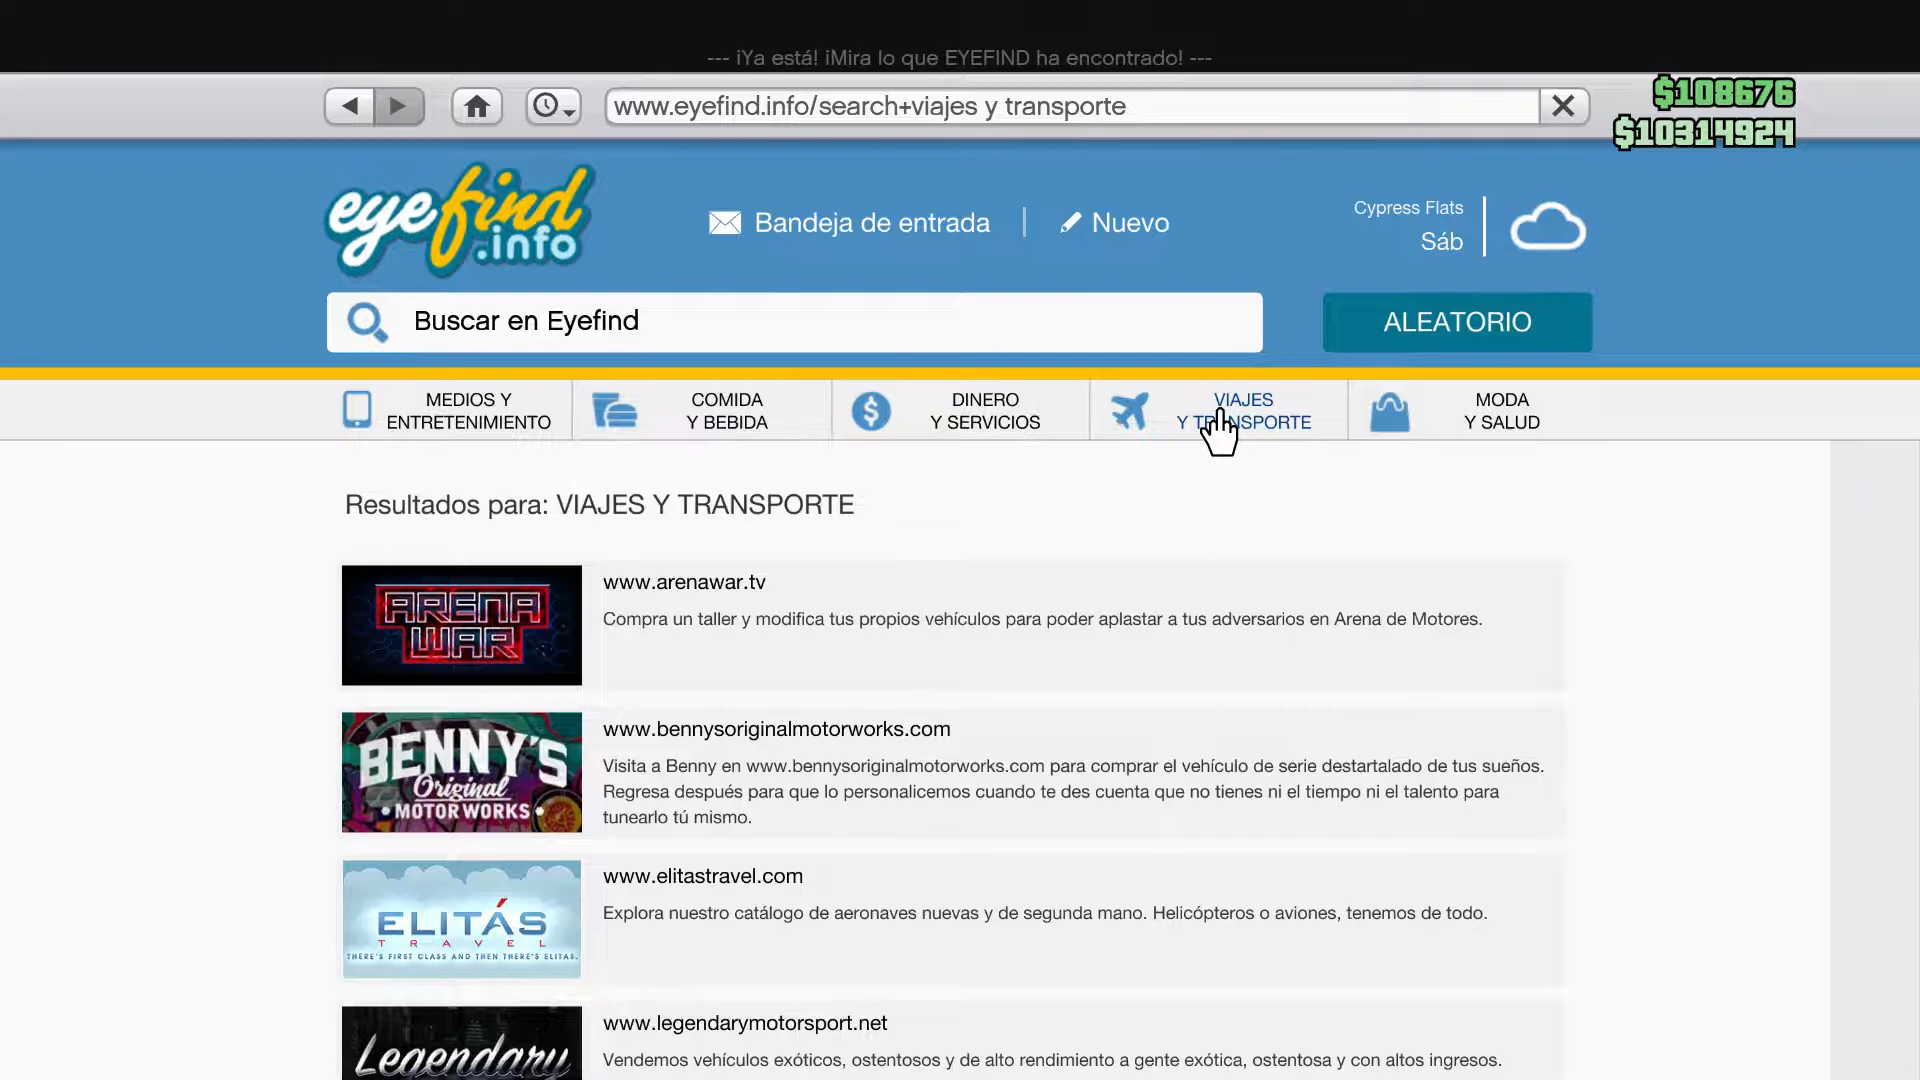 --- ¡Ya está! ¡Mira lo que EYEFIND ha encontrado! ---
www.eyefind.info/search+viajes y transporte
$108676
$10314924
eyefind
.info
Bandeja de entrada
Nuevo
Cypress Flats
Sáb
Buscar en Eyefind
ALEATORIO
MEDIOS Y
ENTRETENIMIENTO
COMIDA
Y BEBIDA
DINERO
Y SERVICIOS
VIAJES
Y TRANSPORTE
MODA
Y SALUD
Resultados para: VIAJES Y TRANSPORTE
ARENA
WAR
www.arenawar.tv
Compra un taller y modifica tus propios vehículos para poder aplastar a tus adversarios en Arena de Motores.
BENNY'S
Original
MOTOR WORKS
www.bennysoriginalmotorworks.com
Visita a Benny en www.bennysoriginalmotorworks.com para comprar el vehículo de serie destartalado de tus sueños.
Regresa después para que lo personalicemos cuando te des cuenta que no tienes ni el tiempo ni el talento para
tunearlo tú mismo.
ELITÁS
TRAVEL
THERE'S FIRST CLASS AND THEN THERE'S ELITAS.
www.elitastravel.com
Explora nuestro catálogo de aeronaves nuevas y de segunda mano. Helicópteros o aviones, tenemos de todo.
Legendary
www.legendarymotorsport.net
Vendemos vehículos exóticos, ostentosos y de alto rendimiento a gente exótica, ostentosa y con altos ingresos.